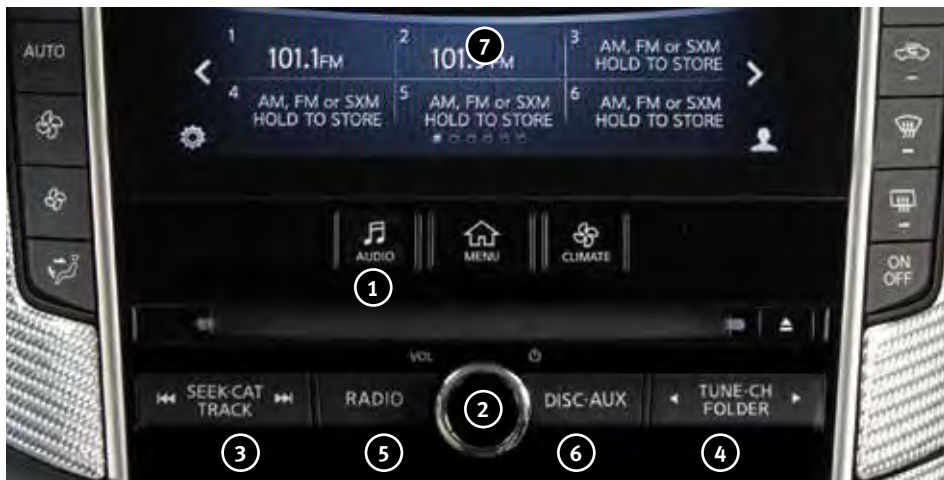 AUTO
1
101.1FM
2
7
3
AM, FM or SXM
HOLD TO STORE
4
AM, FM or SXM
HOLD TO STORE
5
AM, FM or SXM
HOLD TO STORE
6
AM, FM or SXM
HOLD TO STORE
AUDIO
MENU
CLIMATE
ON
OFF
1
VOL
SEEK·CAT
TRACK
RADIO
2
DISC·AUX
TUNE·CH
FOLDER
3
5
6
4